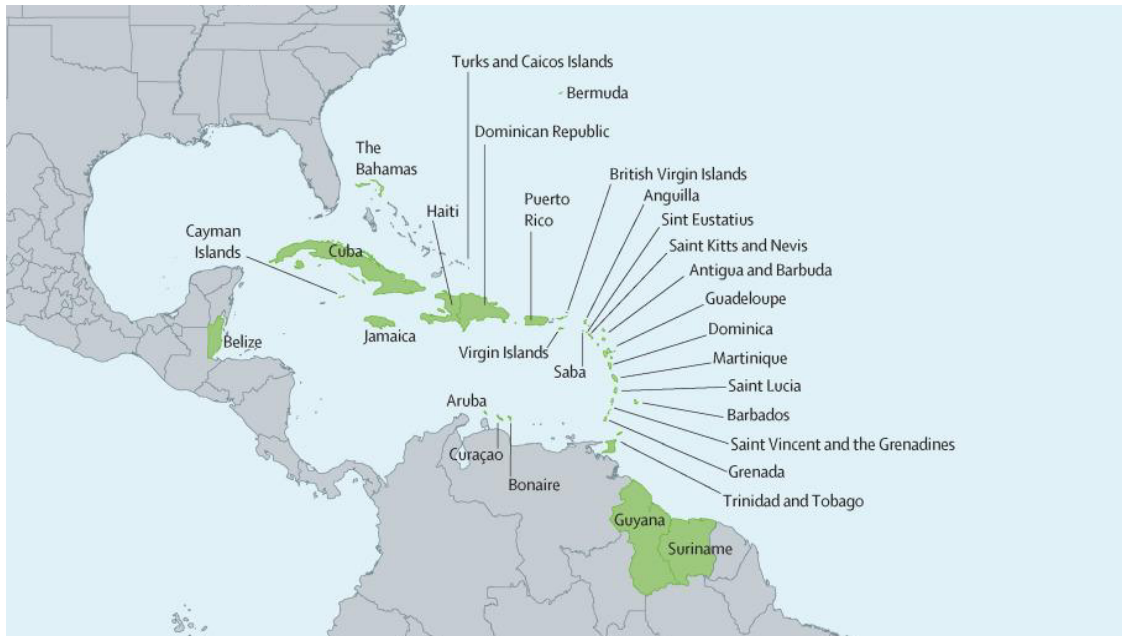 Turks and Caicos Islands
Bermuda
Dominican Republic
The
Bahamas
British Virgin Islands
Anguilla
Puerto
Rico
Haiti
Sint Eustatius
Cayman
Islands
Saint Kitts and Nevis
Cuba
Antigua and Barbuda
Guadeloupe
Dominica
Jamaica
Belize
Virgin Islands
Martinique
Saba
Saint Lucia
Aruba
Barbados
Saint Vincent and the Grenadines
Curaçao
Grenada
Bonaire
Trinidad and Tobago
Guyana
Suriname